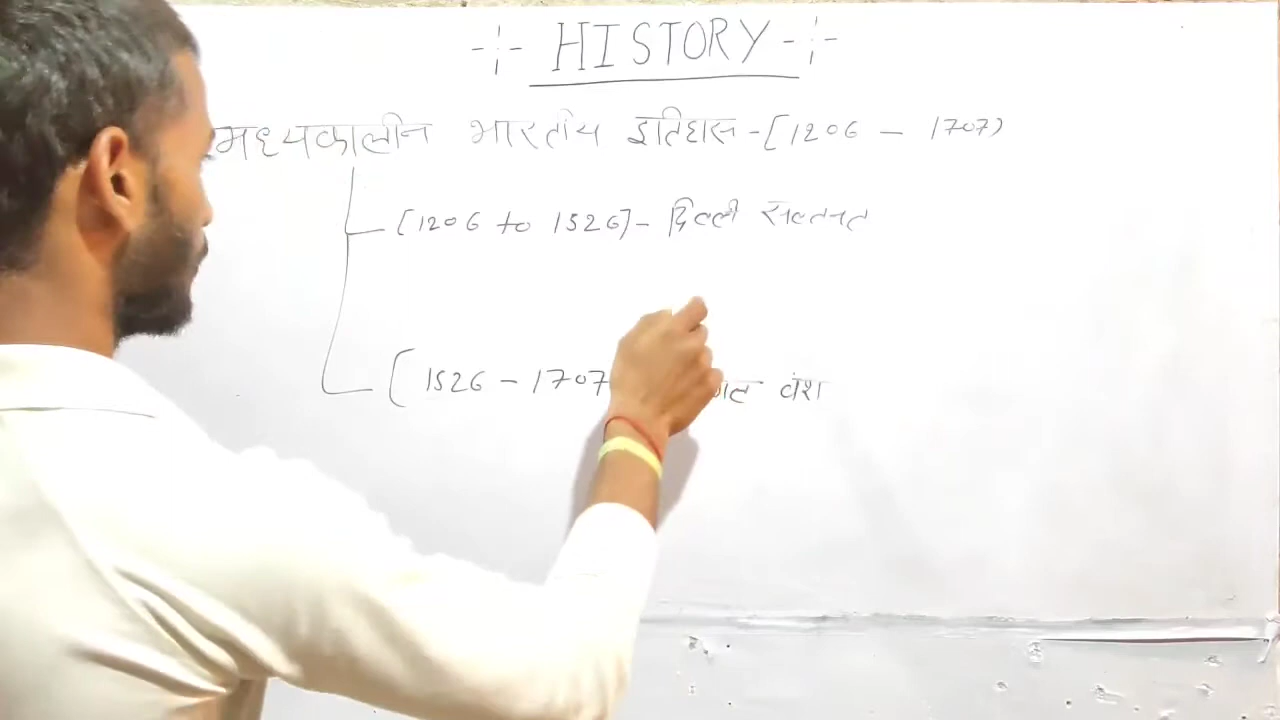 HISTORY
मध्यकालीन भारतीय इतिहास - [1206 - 1707)
[1206 to 1526] - दिल्ली सल्तनत
[1526 - 1707 वंश